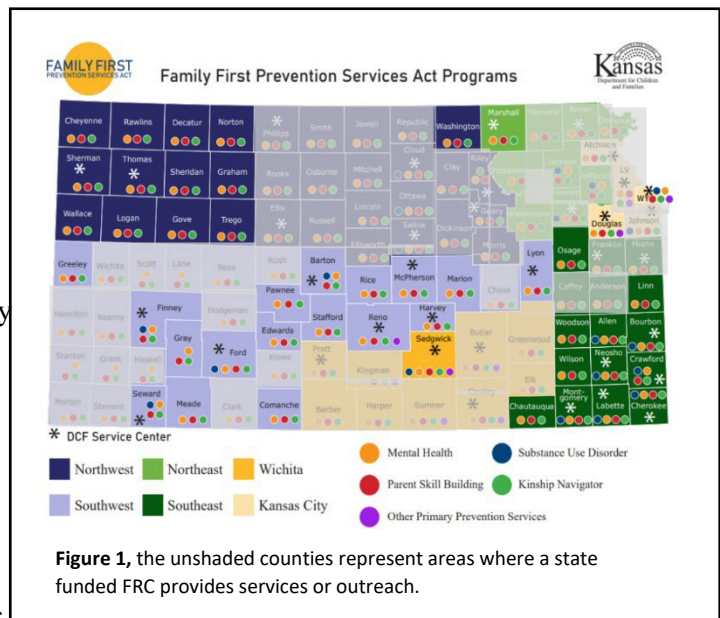 FAMILY FIRST
PREVENTION SERVICES ACT
Family First Prevention Services Act Programs
Kansas
Department for Children
and Families
Cheyenne Rawlins Decatur Norton Phillips Smith Jewell Republic Washington Marshall Nemaha Brown
Atchison
Sherman Thomas Sheridan Graham Rooks Osborne Mitchell Cloud Clay Riley
Jackson
LV
Ottawa
WY
Wallace Logan Gove Trego Ellis Russell Lincoln Saline Dickinson Geary Douglas Johnson
Ellsworth Morris
Osage Franklin Miami
Greeley Wichita Scott Lane Ness Rush Barton Rice McPherson Marion Chase Lyon
Coffey Anderson Linn
Pawnee
Hamilton Kearny Finney Hodgeman Stafford Reno Harvey Butler Greenwood Woodson Allen Bourbon
Gray Ford Edwards Sedgwick
Stanton Grant Haskell Kiowa Pratt Kingman Elk Wilson Neosho Crawford
Morton Stevens Seward Meade Clark Comanche Barber Harper Sumner Cowley Chautauqua Mont-
gomery Labette Cherokee
* DCF Service Center
Northwest Northeast Wichita
Southwest Southeast Kansas City
Mental Health Substance Use Disorder
Parent Skill Building Kinship Navigator
Other Primary Prevention Services
Figure 1, the unshaded counties represent areas where a state
funded FRC provides services or outreach.
y